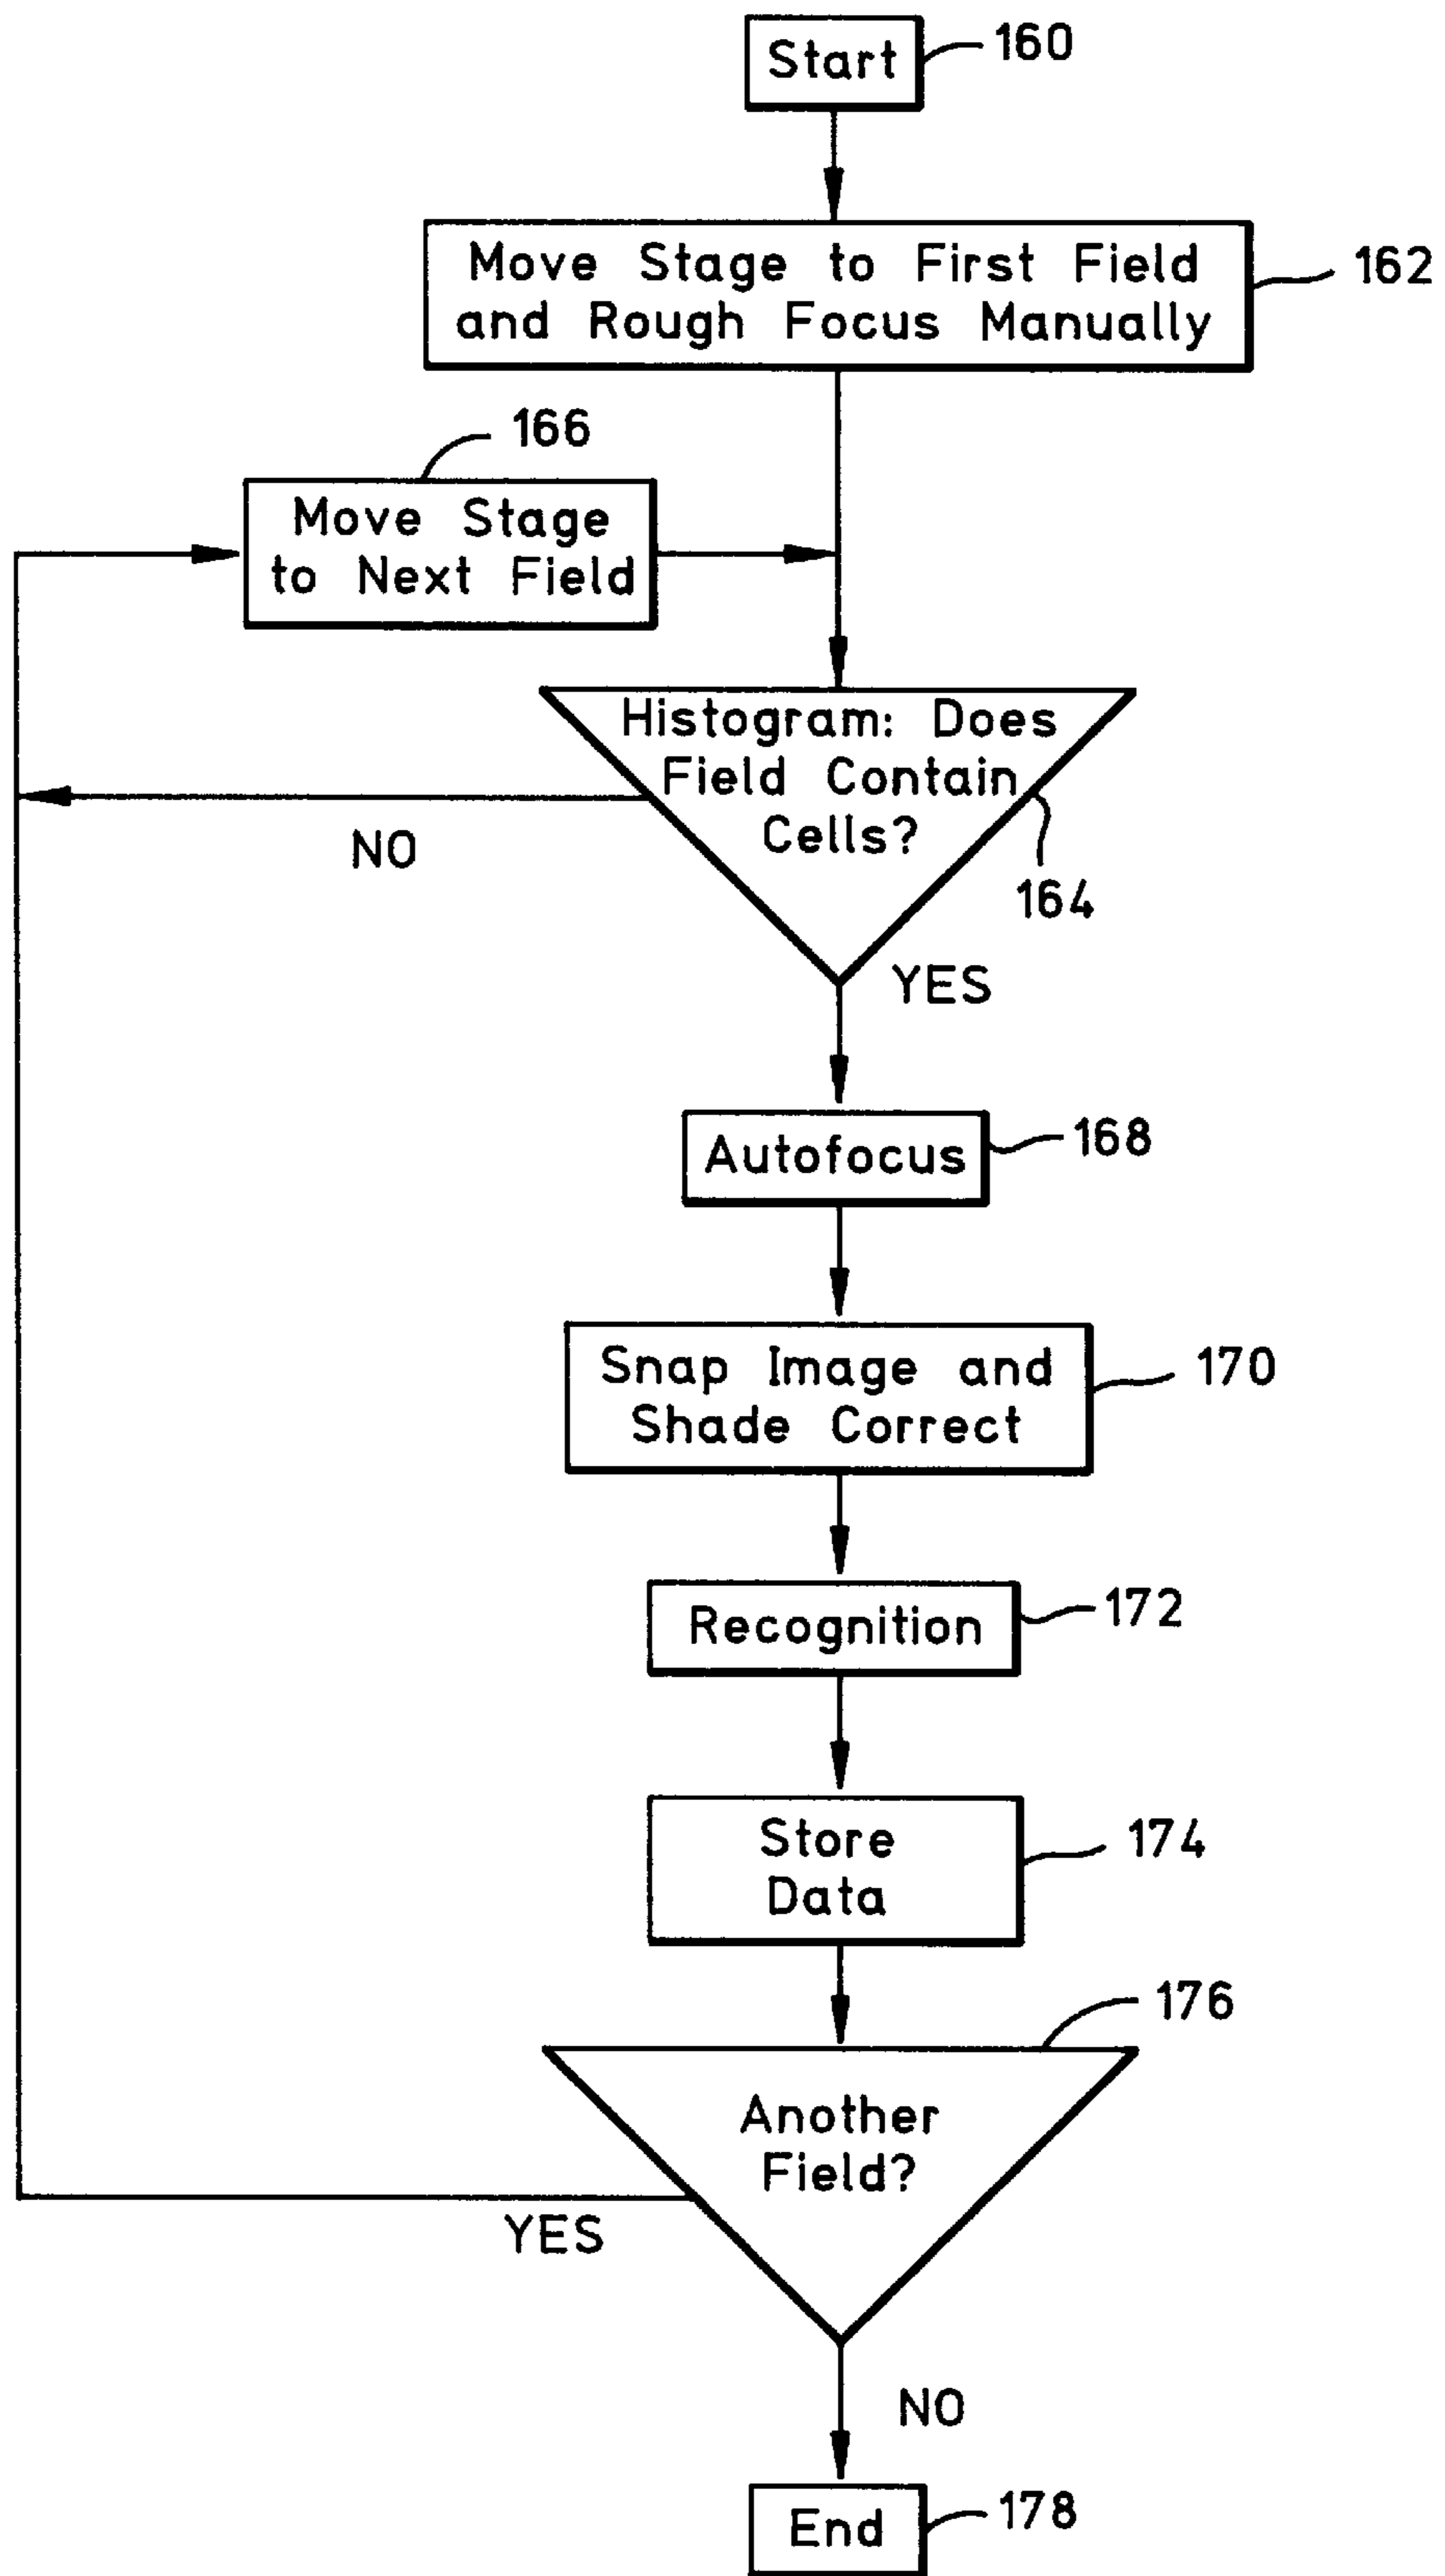 Start
160
Move Stage to First Field
and Rough Focus Manually
162
166
Move Stage
to Next Field
Histogram: Does
Field Contain
Cells?
NO
164
YES
Autofocus
168
Snap Image and
Shade Correct
170
Recognition
172
Store
Data
174
176
Another
Field?
YES
NO
End
178